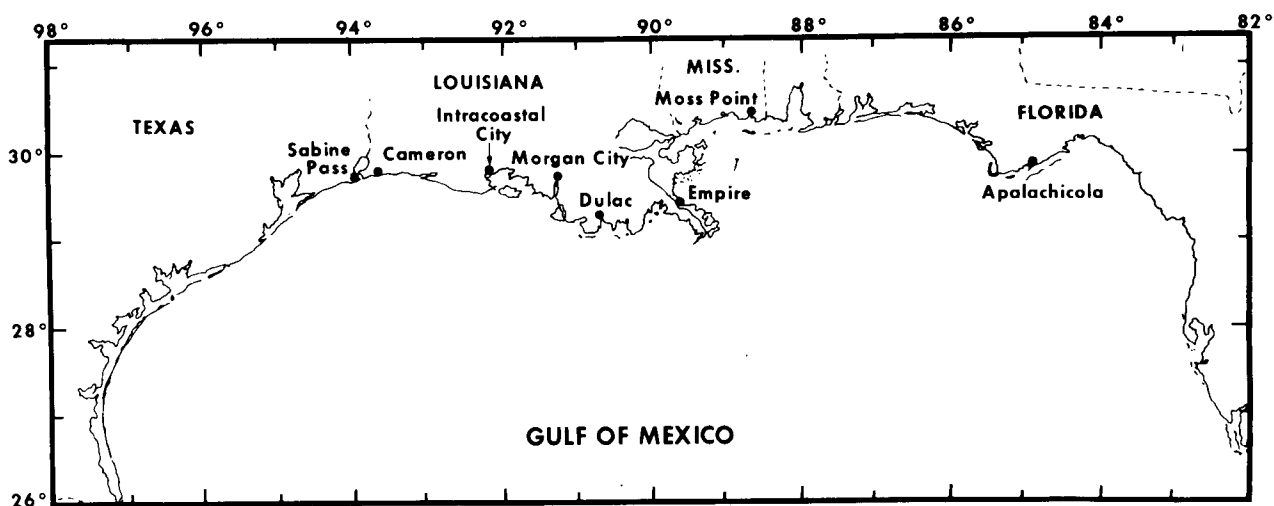 98° 96° 94° 92° 90° 88° 86° 84° 82°
98°
MISS.
LOUISIANA
Moss Point
FLORIDA
TEXAS
Intracoastal
City
Sabine
Pass
Cameron
Morgan City
30°
Dulac
Empire
Apalachicola
28°
GULF OF MEXICO
26°